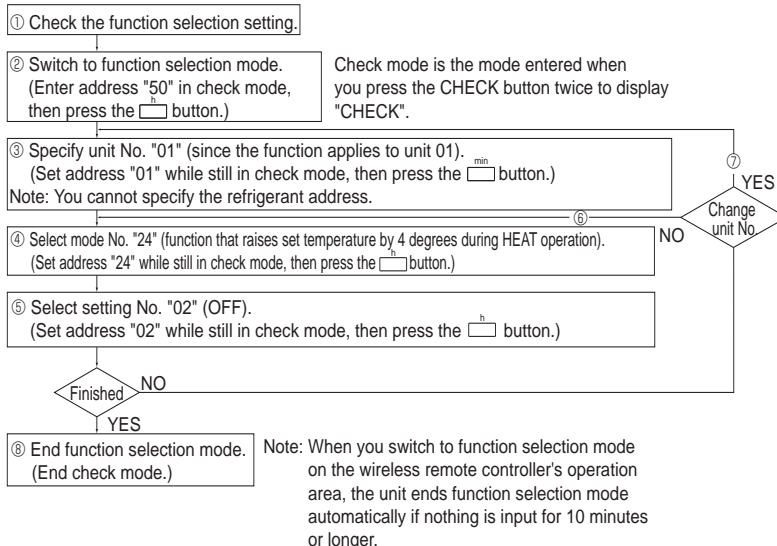 ① Check the function selection setting.
② Switch to function selection mode.
(Enter address "50" in check mode,
then press the h button.)
Check mode is the mode entered when
you press the CHECK button twice to display
"CHECK".
③ Specify unit No. "01" (since the function applies to unit 01).
(Set address "01" while still in check mode, then press the min button.)
Note: You cannot specify the refrigerant address.
⑦
YES
Change
unit No.
⑥
NO
④ Select mode No. "24" (function that raises set temperature by 4 degrees during HEAT operation).
(Set address "24" while still in check mode, then press the h button.)
⑤ Select setting No. "02" (OFF).
(Set address "02" while still in check mode, then press the h button.)
Finished
NO
YES
⑧ End function selection mode.
(End check mode.)
Note: When you switch to function selection mode
on the wireless remote controller's operation
area, the unit ends function selection mode
automatically if nothing is input for 10 minutes
or longer.